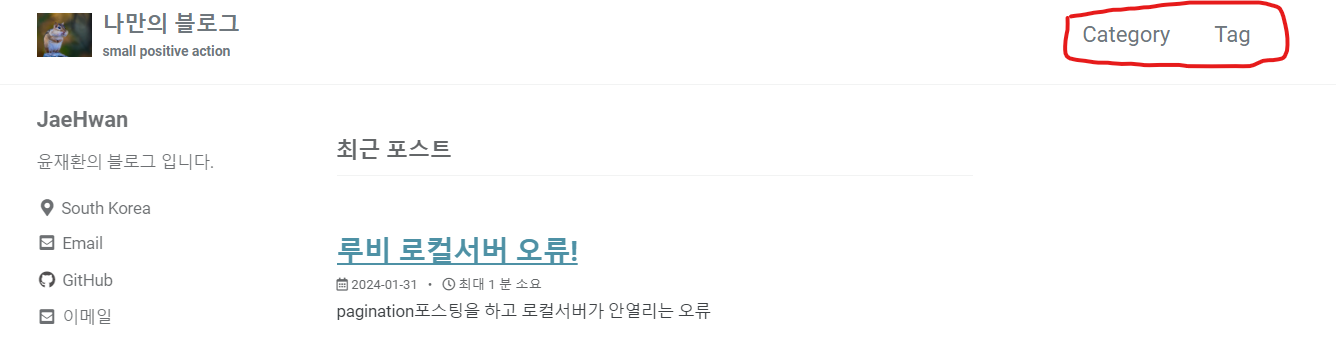 나만의 블로그
small positive action
Category Tag
JaeHwan
윤재환의 블로그 입니다.
South Korea
Email
GitHub
이메일
최근 포스트
루비 로컬서버 오류!
2024-01-31 • 최대 1 분 소요
pagination포스팅을 하고 로컬서버가 안열리는 오류